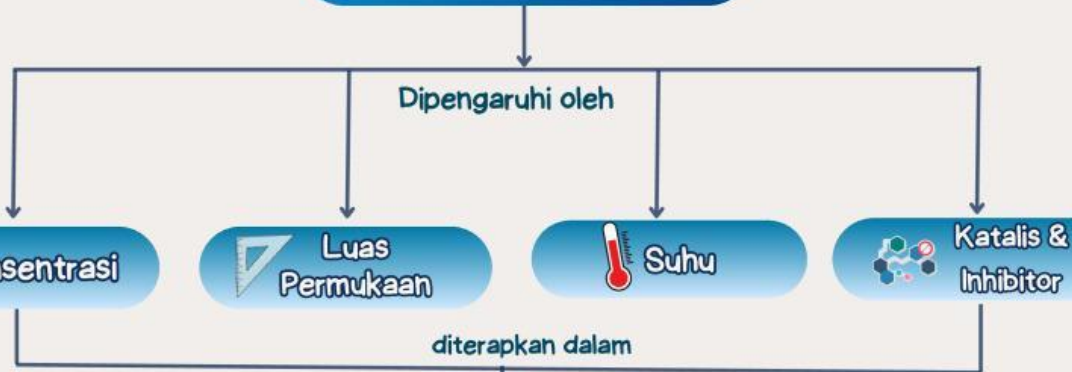 Dipengaruhi oleh
sentrasi
Luas
Permukaan
Suhu
Katalis &
Inhibitor
diterapkan dalam